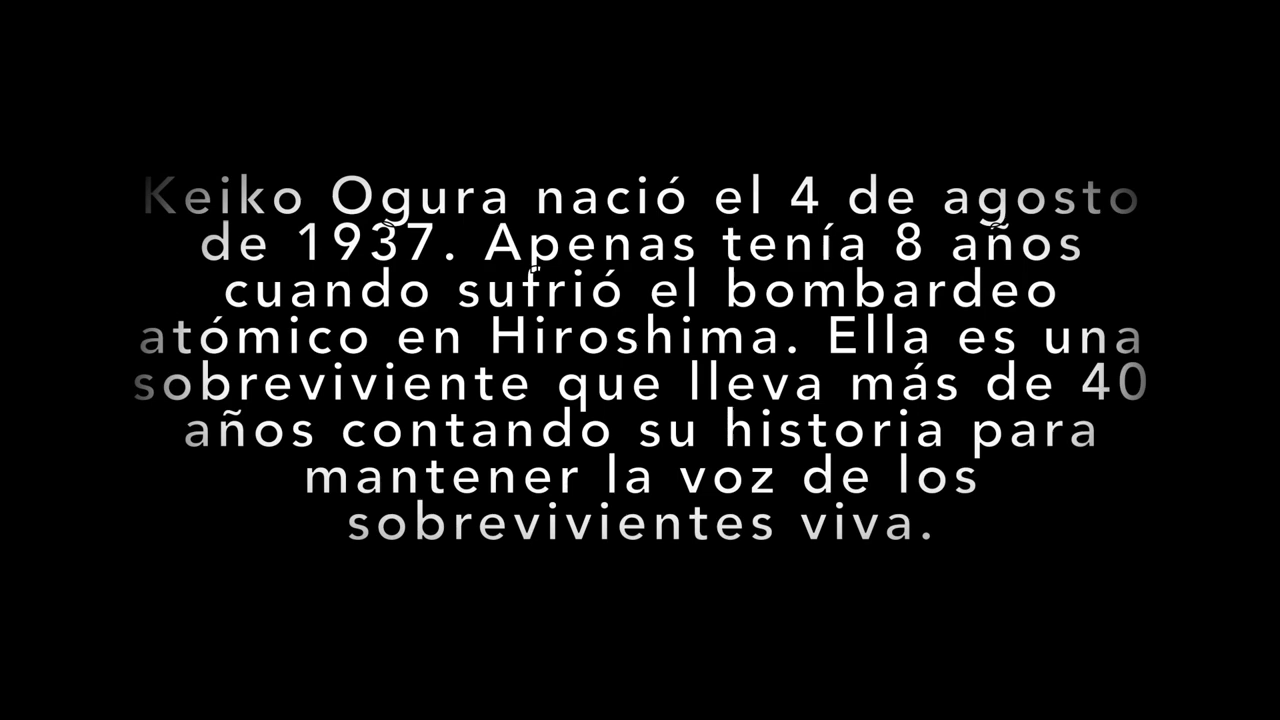 Keiko Ogura nació el 4 de agosto
de 1937. Apenas tenía 8 años
cuando sufrió el bombardeo
atómico en Hiroshima. Ella es una
sobreviviente que lleva más de 40
años contando su historia para
mantener la voz de los
sobrevivientes viva.